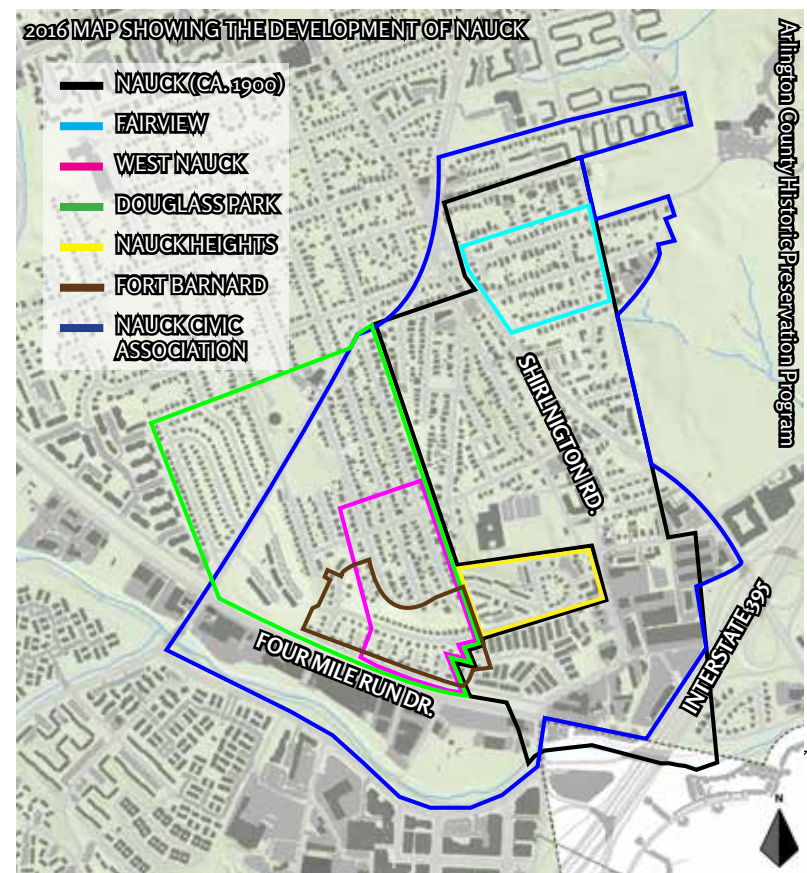 2016 MAP SHOWING THE DEVELOPMENT OF NAUCK
NAUCK (CA. 1900)
FAIRVIEW
WEST NAUCK
DOUGLASS PARK
NAUCK HEIGHTS
FORT BARNARD
NAUCK CIVIC
ASSOCIATION
Arlington County Historic Preservation Program
SHIRLNIGTON RD.
FOUR MILE RUN DR.
INTERSTATE 395
N